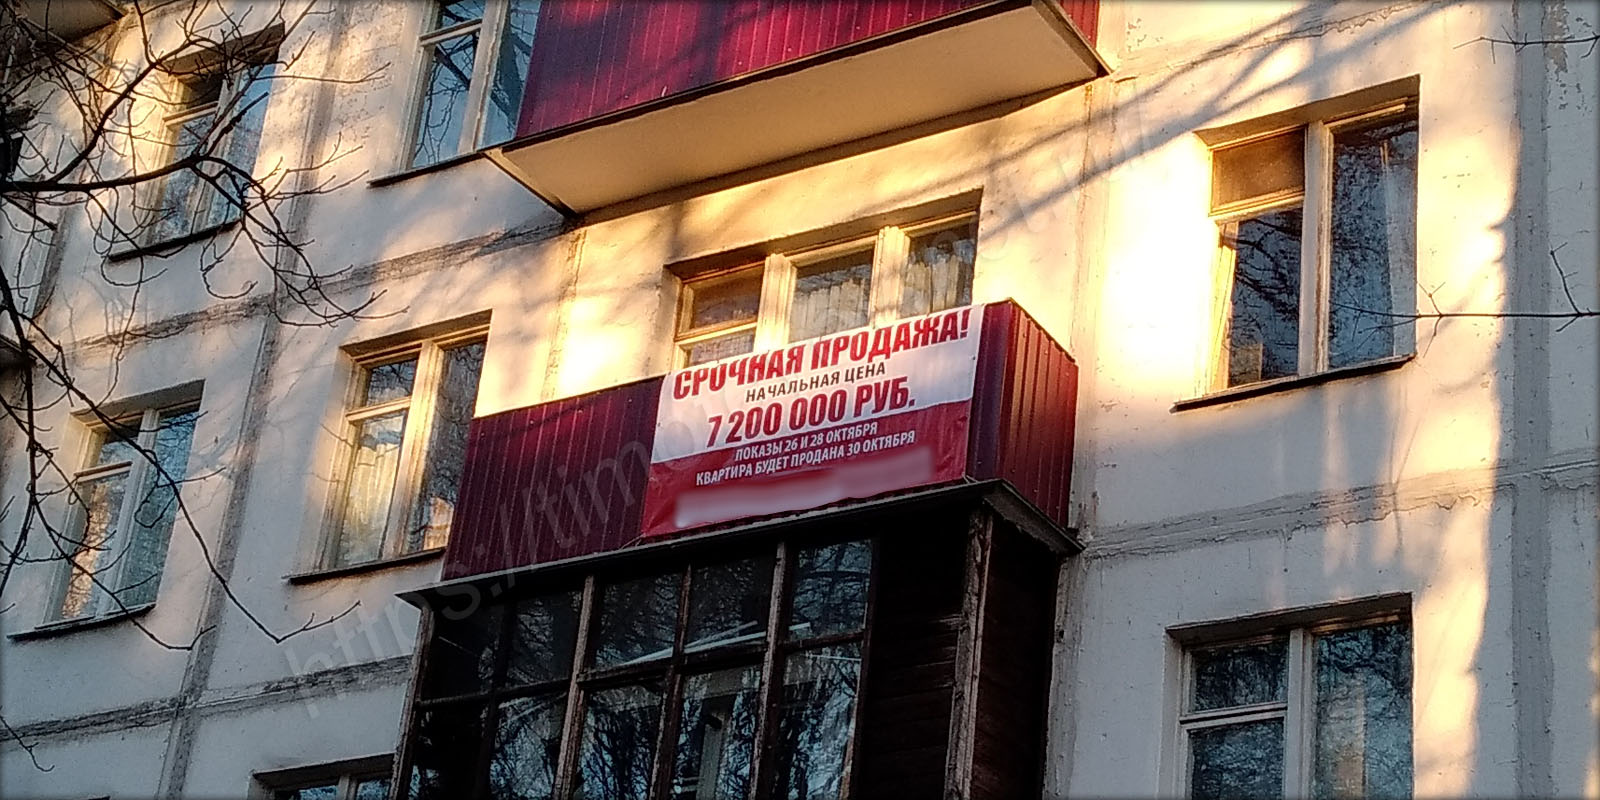 СРОЧНАЯ ПРОДАЖА!
НАЧАЛЬНАЯ ЦЕНА
7 200 000 РУБ.
ПОКАЗЫ 26 И 28 ОКТЯБРЯ
КВАРТИРА БУДЕТ ПРОДАНА 30 ОКТЯБРЯ